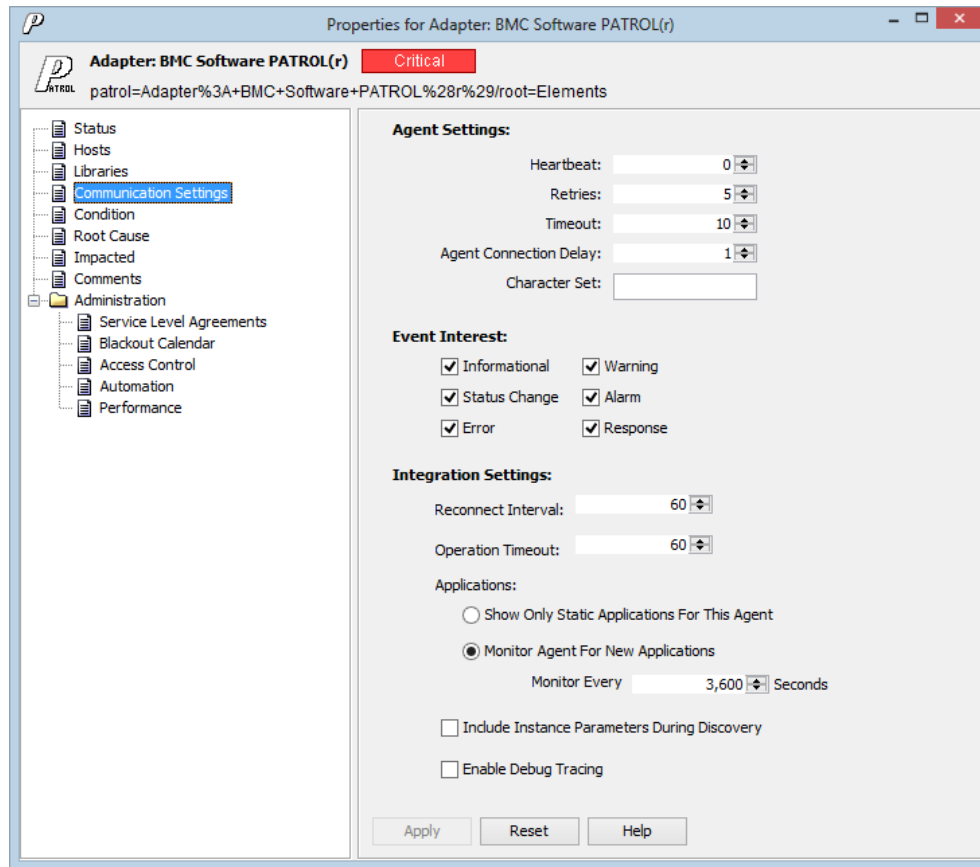 Properties for Adapter: BMC Software PATROL(r)
P
PATROL
Adapter: BMC Software PATROL(r) Critical
patrol=Adapter%3A+BMC+Software+PATROL%28r%29/root=Elements
Status
Hosts
Libraries
Communication Settings
Condition
Root Cause
Impacted
Comments
Administration
Service Level Agreements
Blackout Calendar
Access Control
Automation
Performance
Agent Settings:
Heartbeat: 0
Retries: 5
Timeout: 10
Agent Connection Delay: 1
Character Set:
Event Interest:
Informational Warning
Status Change Alarm
Error Response
Integration Settings:
Reconnect Interval: 60
Operation Timeout: 60
Applications:
Show Only Static Applications For This Agent
Monitor Agent For New Applications
Monitor Every 3,600 Seconds
Include Instance Parameters During Discovery
Enable Debug Tracing
Apply Reset Help